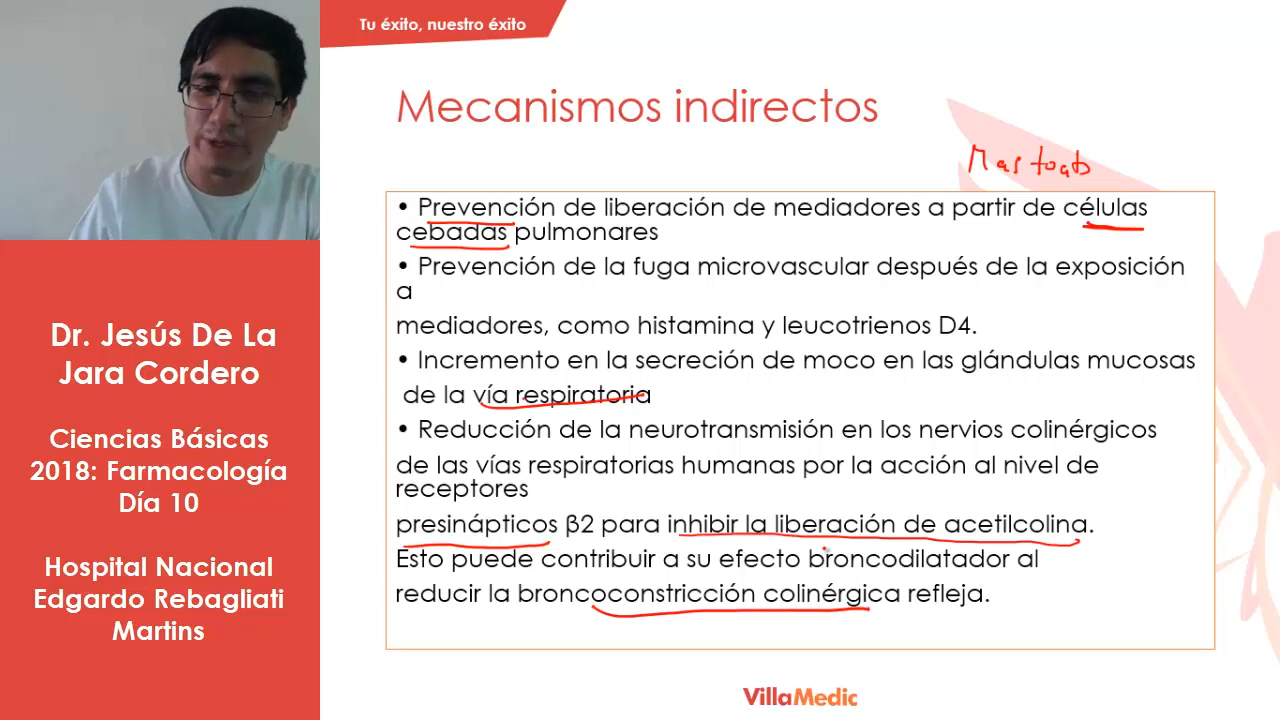 Tu éxito, nuestro éxito
Mecanismos indirectos
• Prevención de liberación de mediadores a partir de células
cebadas pulmonares
• Prevención de la fuga microvascular después de la exposición
a
mediadores, como histamina y leucotrienos D4.
• Incremento en la secreción de moco en las glándulas mucosas
de la vía respiratoria
• Reducción de la neurotransmisión en los nervios colinérgicos
de las vías respiratorias humanas por la acción al nivel de
receptores
presinápticos β2 para inhibir la liberación de acetilcolina.
Esto puede contribuir a su efecto broncodilatador al
reducir la broncoconstricción colinérgica refleja.
Dr. Jesús De La
Jara Cordero
Ciencias Básicas
2018: Farmacología
Día 10
Hospital Nacional
Edgardo Rebagliati
Martins
VillaMedic